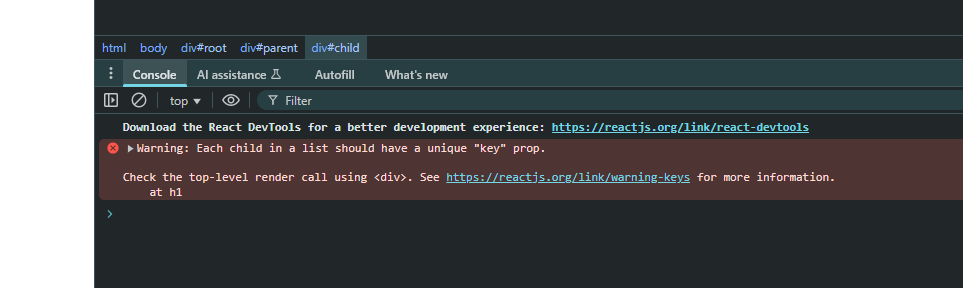 html body div#root div#parent div#child
Console AI assistance Autofill What's new
top Filter
Download the React DevTools for a better development experience: https://reactjs.org/link/react-devtools
Warning: Each child in a list should have a unique "key" prop.
Check the top-level render call using <div>. See https://reactjs.org/link/warning-keys for more information.
at h1